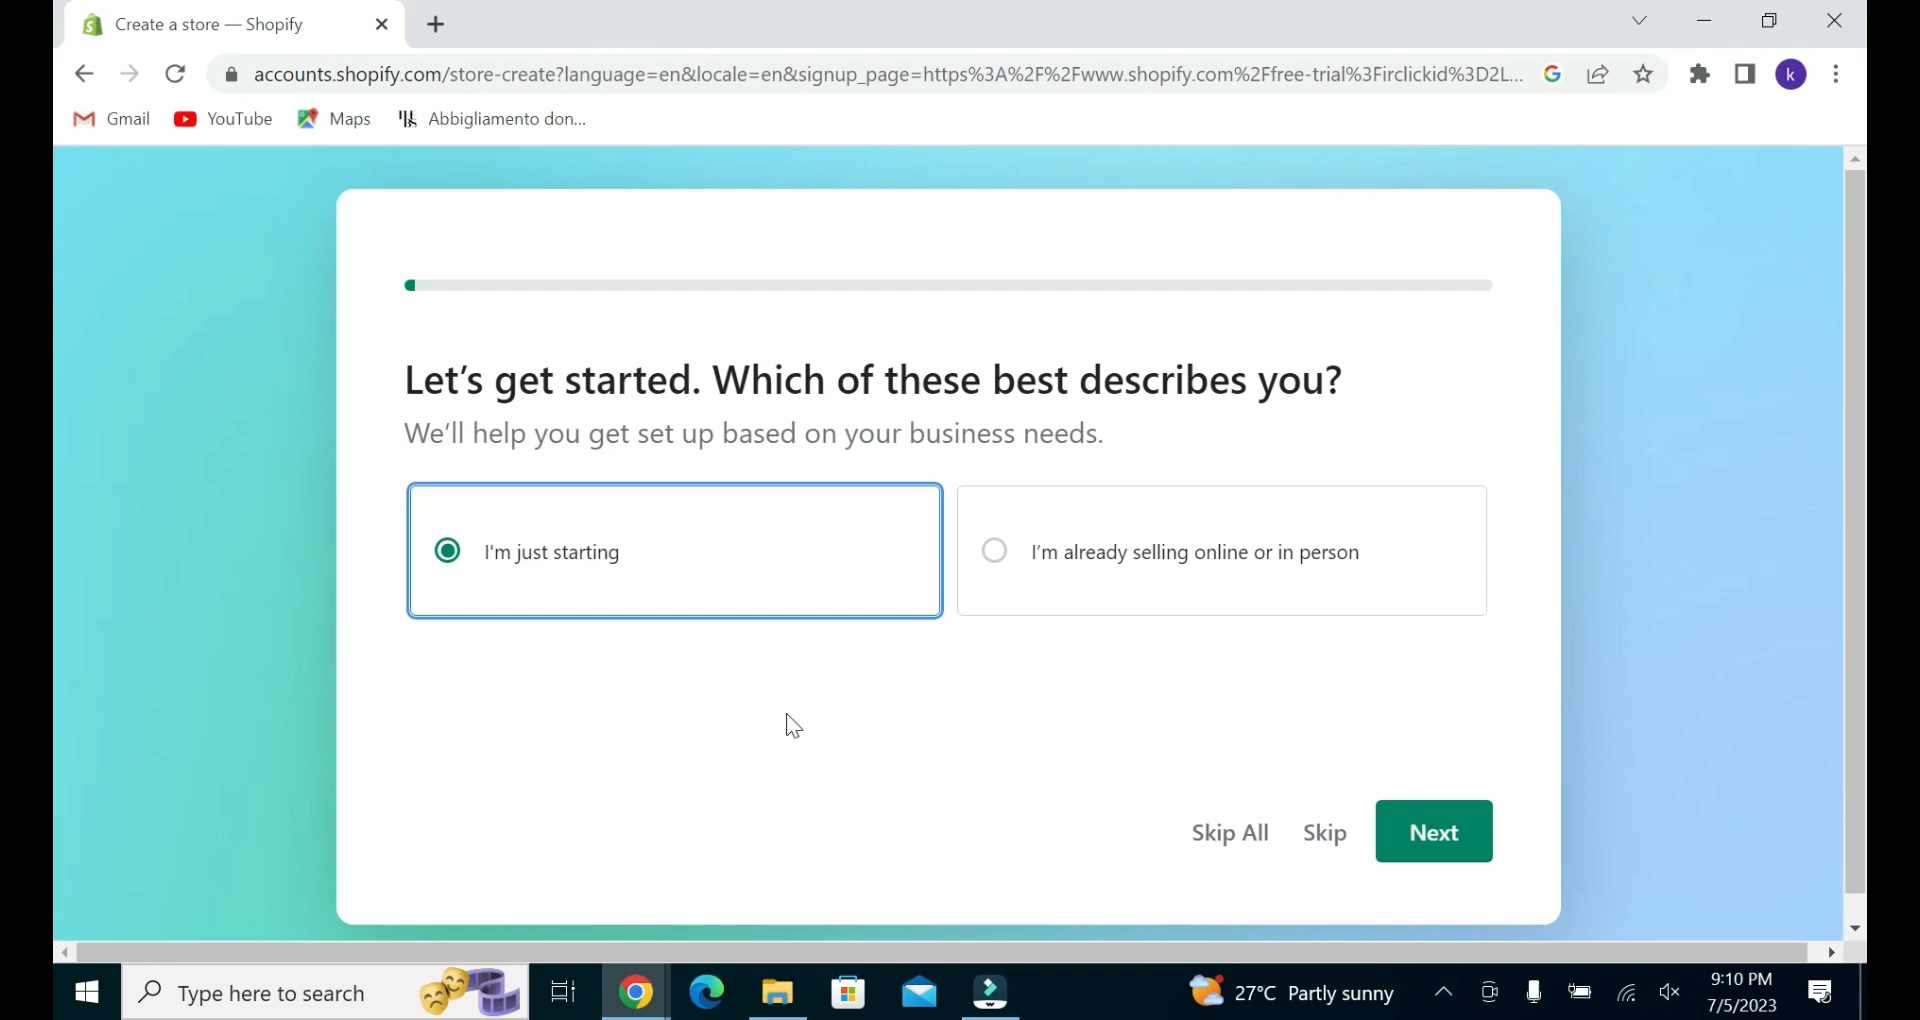 Create a store — Shopify
accounts.shopify.com/store-create?language=en&locale=en&signup_page=https%3A%2F%2Fwww.shopify.com%2Ffree-trial%3Firclickid%3D2L...
k
Gmail
YouTube
Maps
Abbigliamento don...
Let's get started. Which of these best describes you?
We'll help you get set up based on your business needs.
I'm just starting
I'm already selling online or in person
Skip All
Skip
Next
Type here to search
27°C Partly sunny
9:10 PM
7/5/2023